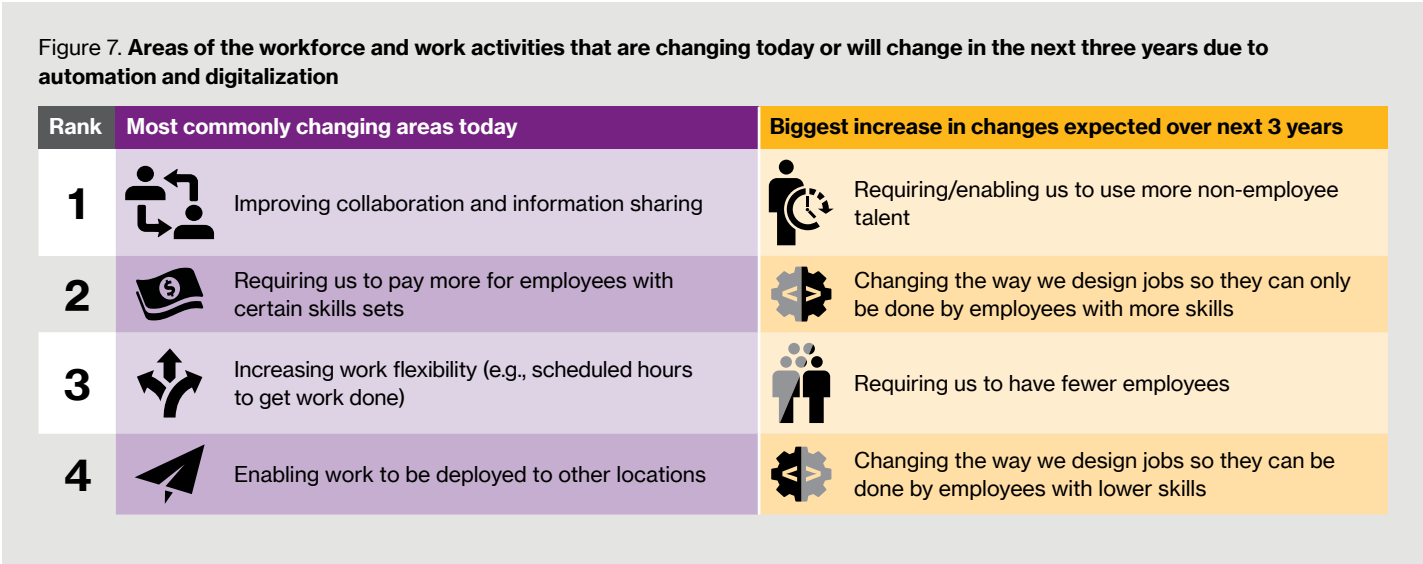 Figure 7. Areas of the workforce and work activities that are changing today or will change in the next three years due to
automation and digitalization
Rank
Most commonly changing areas today
Biggest increase in changes expected over next 3 years
1
Improving collaboration and information sharing
Requiring/enabling us to use more non-employee
talent
2
$
Requiring us to pay more for employees with
certain skills sets
< >
Changing the way we design jobs so they can only
be done by employees with more skills
3
Increasing work flexibility (e.g., scheduled hours
to get work done)
Requiring us to have fewer employees
4
Enabling work to be deployed to other locations
< >
Changing the way we design jobs so they can be
done by employees with lower skills